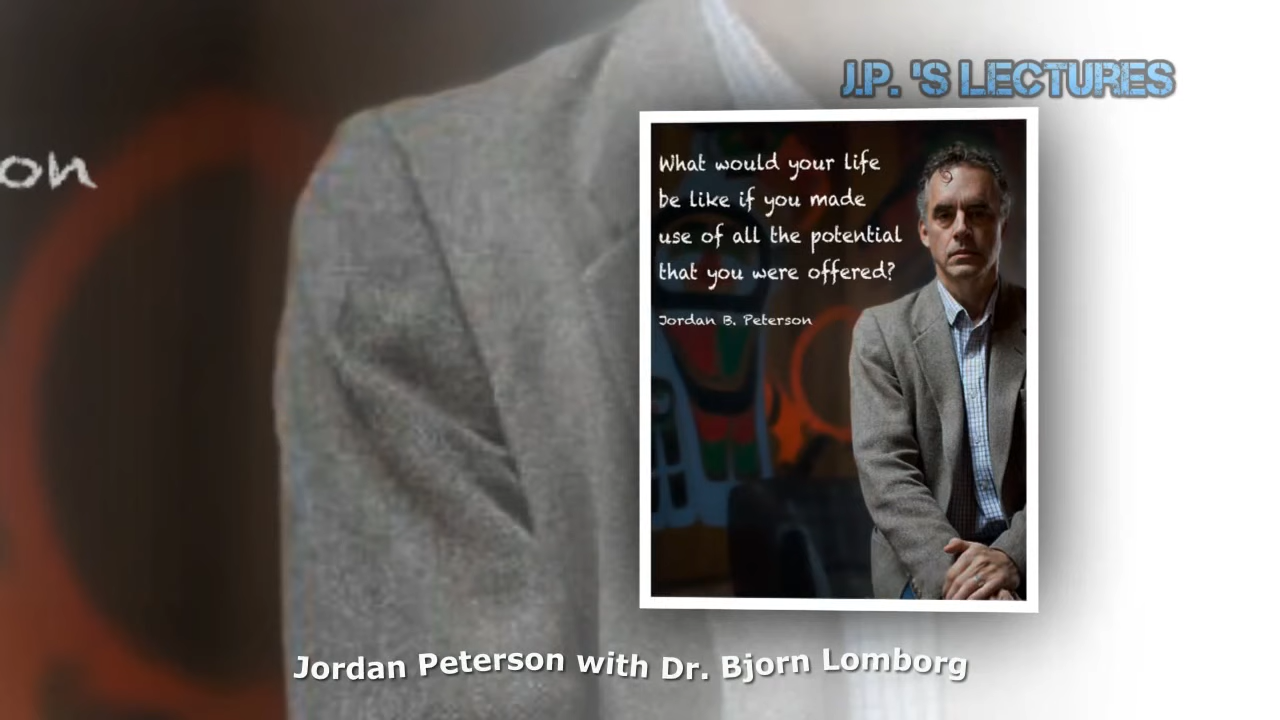 J.P. 'S LECTURES
on
What would your life
be like if you made
use of all the potential
that you were offered?
Jordan B. Peterson
Jordan Peterson with Dr. Bjorn Lomborg